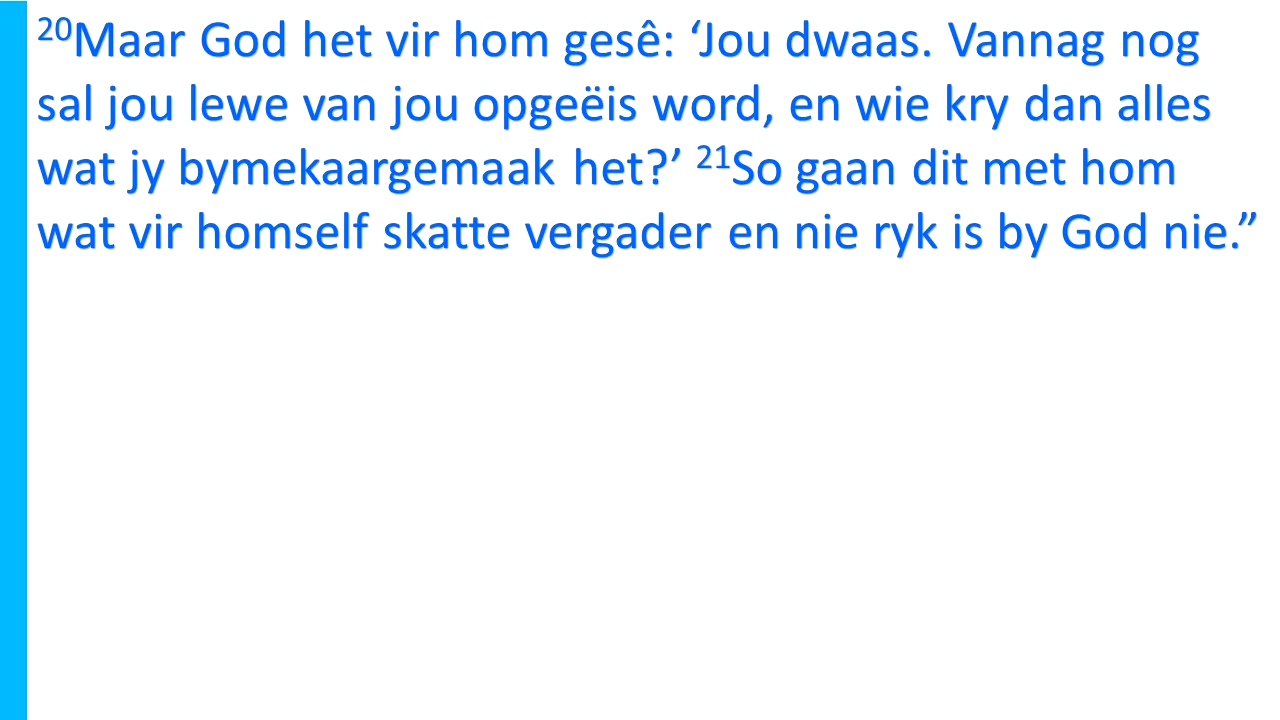 ²⁰Maar God het vir hom gesê: ‘Jou dwaas. Vannag nog
sal jou lewe van jou opgeëis word, en wie kry dan alles
wat jy bymekaargemaak het?’ ²¹So gaan dit met hom
wat vir homself skatte vergader en nie ryk is by God nie.”